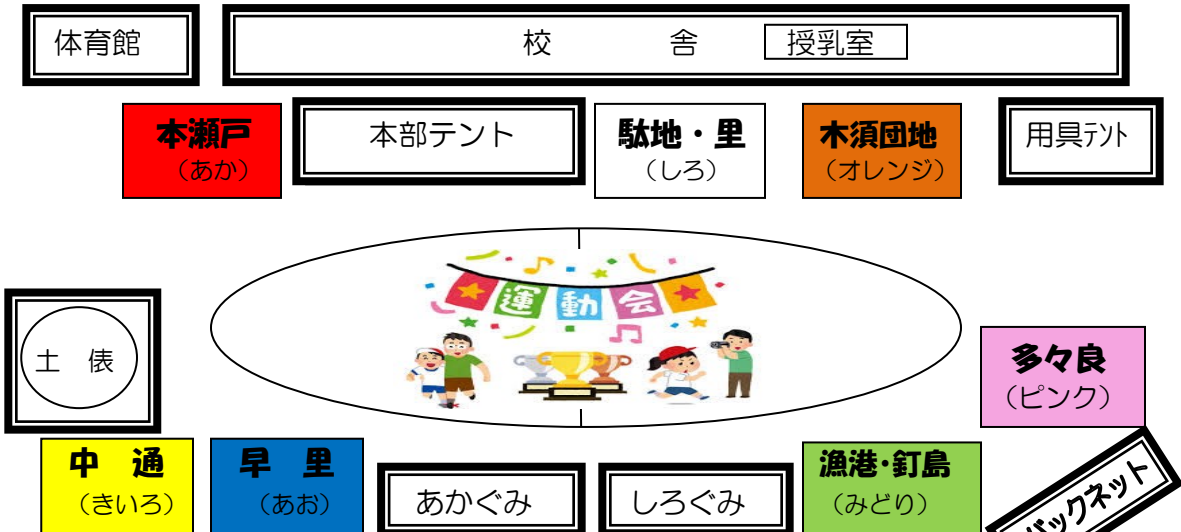 体育館
校 舎
授乳室
本瀬戸
(あか)
本部テント
駄地・里
(しろ)
木須団地
(オレンジ)
用具テント
運動会
土 俵
多々良
(ピンク)
中 通
(きいろ)
早 里
(あお)
あかぐみ
しろぐみ
漁港・釘島
(みどり)
バックネット